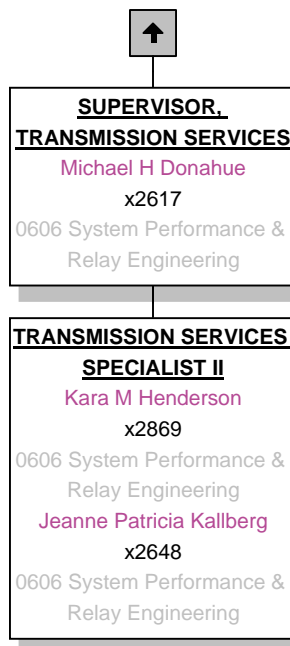 SUPERVISOR,
TRANSMISSION SERVICES
Michael H Donahue
x2617
0606 System Performance &
Relay Engineering
TRANSMISSION SERVICES
SPECIALIST II
Kara M Henderson
x2869
0606 System Performance &
Relay Engineering
Jeanne Patricia Kallberg
x2648
0606 System Performance &
Relay Engineering